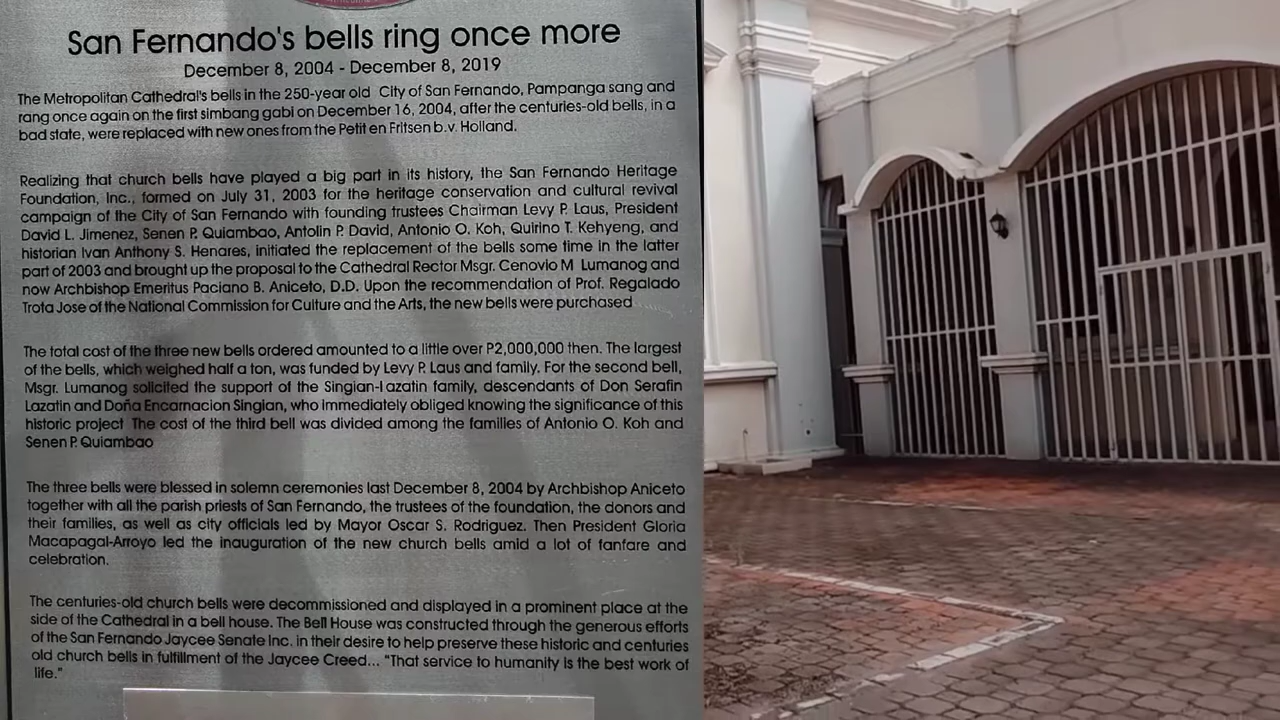 San Fernando's bells ring once more
December 8, 2004 - December 8, 2019
The Metropolitan Cathedral's bells in the 250-year old City of San Fernando, Pampanga sang and
rang once again on the first simbang gabi on December 16, 2004, after the centuries-old bells, in a
bad state, were replaced with new ones from the Petit en Fritsen b.v. Holland.
Realizing that church bells have played a big part in its history, the San Fernando Heritage
Foundation, Inc., formed on July 31, 2003 for the heritage conservation and cultural revival
campaign of the City of San Fernando with founding trustees Chairman Levy P. Laus, President
David L. Jimenez, Senen P. Quiambao, Antolin P. David, Antonio O. Koh, Quirino T. Kehyeng, and
historian Ivan Anthony S. Henares, initiated the replacement of the bells some time in the latter
part of 2003 and brought up the proposal to the Cathedral Rector Msgr. Cenovio M Lumanog and
now Archbishop Emeritus Paciano B. Aniceto, D.D. Upon the recommendation of Prof. Regalado
Trota Jose of the National Commission for Culture and the Arts, the new bells were purchased
The total cost of the three new bells ordered amounted to a little over P2,000,000 then. The largest
of the bells, which weighed half a ton, was funded by Levy P. Laus and family. For the second bell,
Msgr. Lumanog solicited the support of the Singian-Lazatin family, descendants of Don Serafin
Lazatin and Doña Encarnacion Singian, who immediately obliged knowing the significance of this
historic project The cost of the third bell was divided among the families of Antonio O. Koh and
Senen P. Quiambao
The three bells were blessed in solemn ceremonies last December 8, 2004 by Archbishop Aniceto
together with all the parish priests of San Fernando, the trustees of the foundation, the donors and
their families, as well as city officials led by Mayor Oscar S. Rodriguez. Then President Gloria
Macapagal-Arroyo led the inauguration of the new church bells amid a lot of fanfare and
celebration.
The centuries-old church bells were decommissioned and displayed in a prominent place at the
side of the Cathedral in a bell house. The Bell House was constructed through the generous efforts
of the San Fernando Jaycee Senate Inc. in their desire to help preserve these historic and centuries
old church bells in fulfillment of the Jaycee Creed... "That service to humanity is the best work of
life."